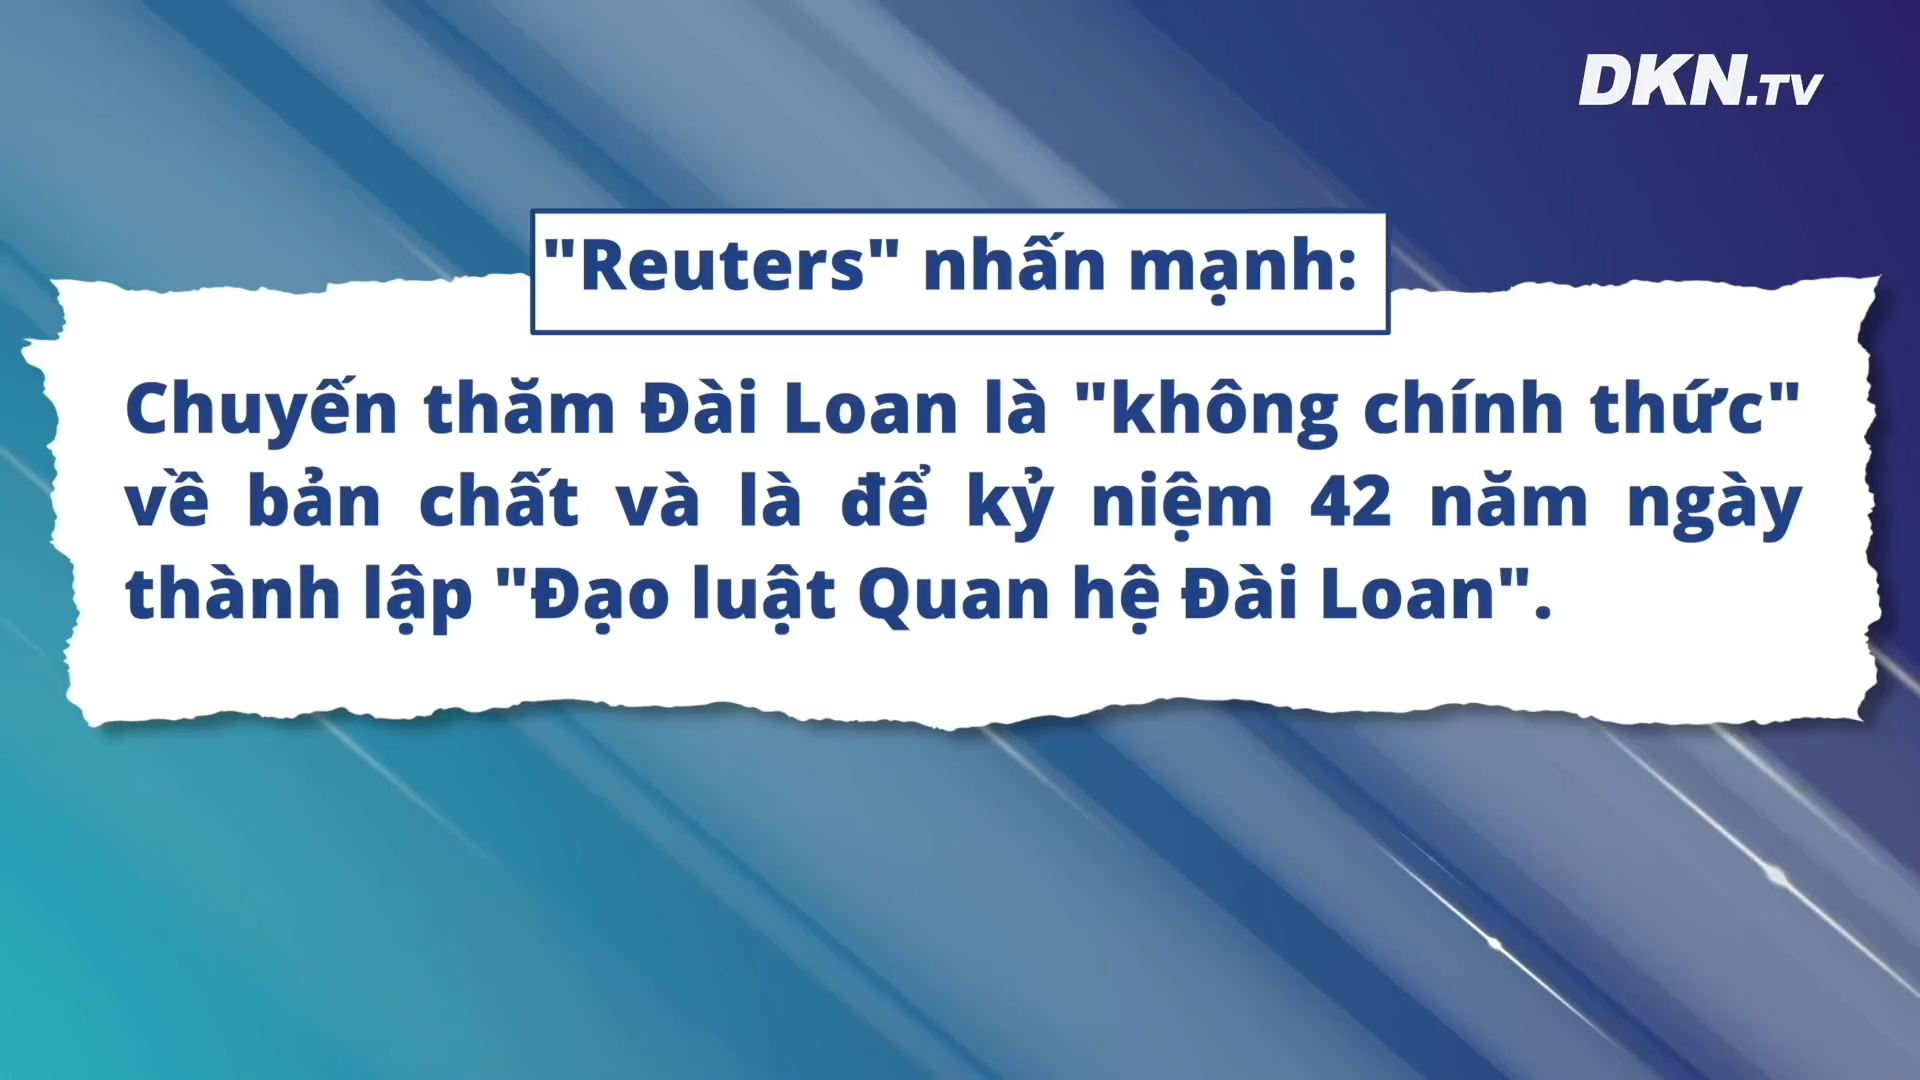 DKN.TV
"Reuters" nhấn mạnh:
Chuyến thăm Đài Loan là "không chính thức"
về bản chất và là để kỷ niệm 42 năm ngày
thành lập "Đạo luật Quan hệ Đài Loan".